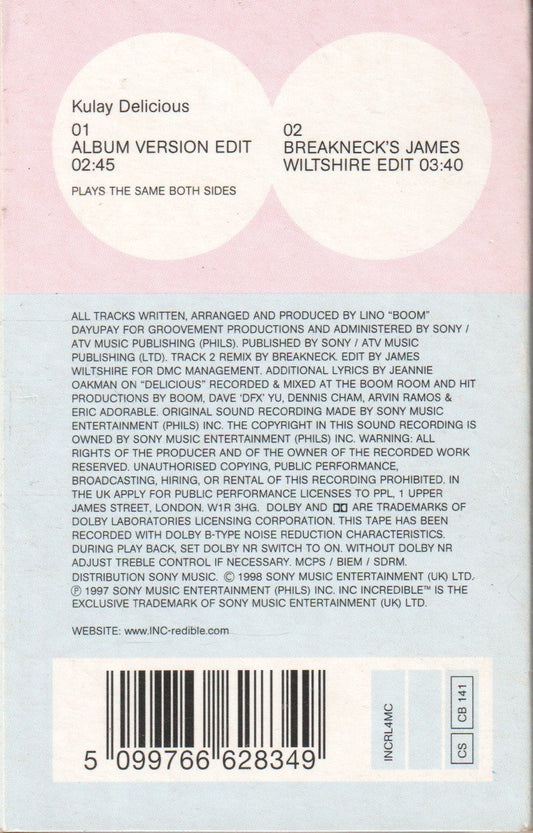 Kulay Delicious
01
ALBUM VERSION EDIT
02:45
PLAYS THE SAME BOTH SIDES
02
BREAKNECK'S JAMES
WILTSHIRE EDIT 03:40
ALL TRACKS WRITTEN, ARRANGED AND PRODUCED BY LINO "BOOM"
DAYUPAY FOR GROOVEMENT PRODUCTIONS AND ADMINISTERED BY SONY /
ATV MUSIC PUBLISHING (PHILS). PUBLISHED BY SONY / ATV MUSIC
PUBLISHING (LTD). TRACK 2 REMIX BY BREAKNECK. EDIT BY JAMES
WILTSHIRE FOR DMC MANAGEMENT. ADDITIONAL LYRICS BY JEANNIE
OAKMAN ON "DELICIOUS" RECORDED & MIXED AT THE BOOM ROOM AND HIT
PRODUCTIONS BY BOOM, DAVE 'DFX' YU, DENNIS CHAM, ARVIN RAMOS &
ERIC ADORABLE. ORIGINAL SOUND RECORDING MADE BY SONY MUSIC
ENTERTAINMENT (PHILS) INC. THE COPYRIGHT IN THIS SOUND RECORDING IS
OWNED BY SONY MUSIC ENTERTAINMENT (PHILS) INC. WARNING: ALL
RIGHTS OF THE PRODUCER AND OF THE OWNER OF THE RECORDED WORK
RESERVED. UNAUTHORISED COPYING, PUBLIC PERFORMANCE,
BROADCASTING, HIRING, OR RENTAL OF THIS RECORDING PROHIBITED. IN
THE UK APPLY FOR PUBLIC PERFORMANCE LICENSES TO PPL, 1 UPPER
JAMES STREET, LONDON. W1R 3HG. DOLBY AND ARE TRADEMARKS OF
DOLBY LABORATORIES LICENSING CORPORATION. THIS TAPE HAS BEEN
RECORDED WITH DOLBY B-TYPE NOISE REDUCTION CHARACTERISTICS.
DURING PLAY BACK, SET DOLBY NR SWITCH TO ON. WITHOUT DOLBY NR
ADJUST TREBLE CONTROL IF NECESSARY. MCPS / BIEM / SDRM.
DISTRIBUTION SONY MUSIC. © 1998 SONY MUSIC ENTERTAINMENT (UK) LTD.
℗ 1997 SONY MUSIC ENTERTAINMENT (PHILS) INC. INC INCREDIBLE™ IS THE
EXCLUSIVE TRADEMARK OF SONY MUSIC ENTERTAINMENT (UK) LTD.
WEBSITE: www.INC-redible.com
5 099766 628349
INCRL4MC
CS
CB 141